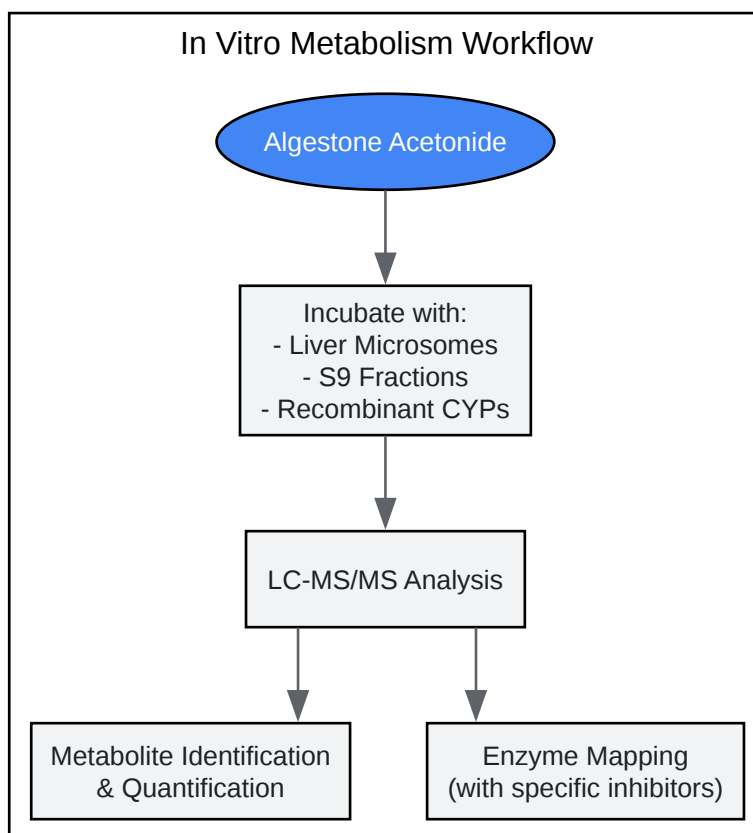 In Vitro Metabolism Workflow
Algestone Acetonide
Incubate with:
- Liver Microsomes
- S9 Fractions
- Recombinant CYPs
LC-MS/MS Analysis
Metabolite Identification
& Quantification
Enzyme Mapping
(with specific inhibitors)